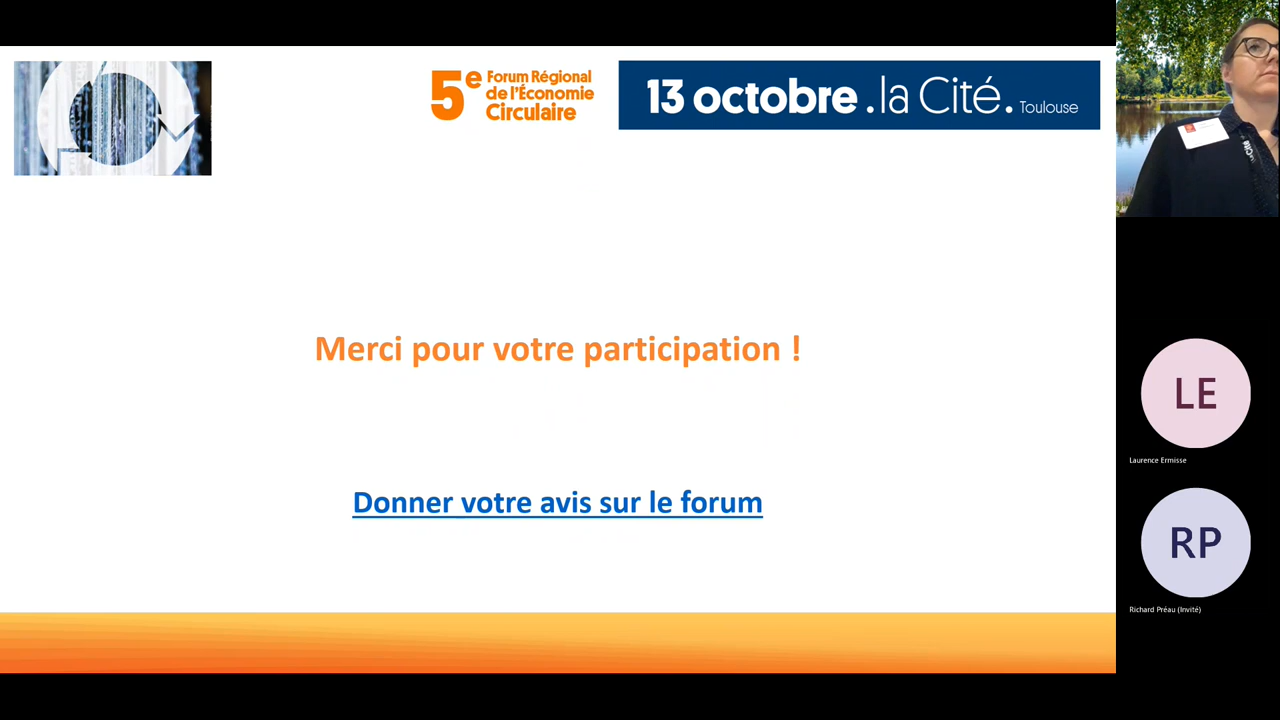 5e Forum Régional
de l'Économie
Circulaire
13 octobre .la Cité. Toulouse
Merci pour votre participation !
Donner votre avis sur le forum
LE
Laurence Ermisse
RP
Richard Préau (Invité)